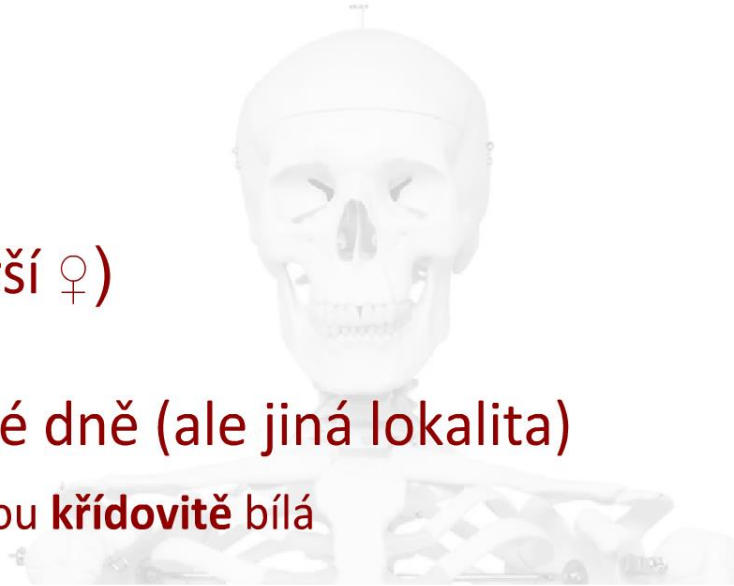 ší ♀)
é dně (ale jiná lokalita)
ou křídovitě bílá